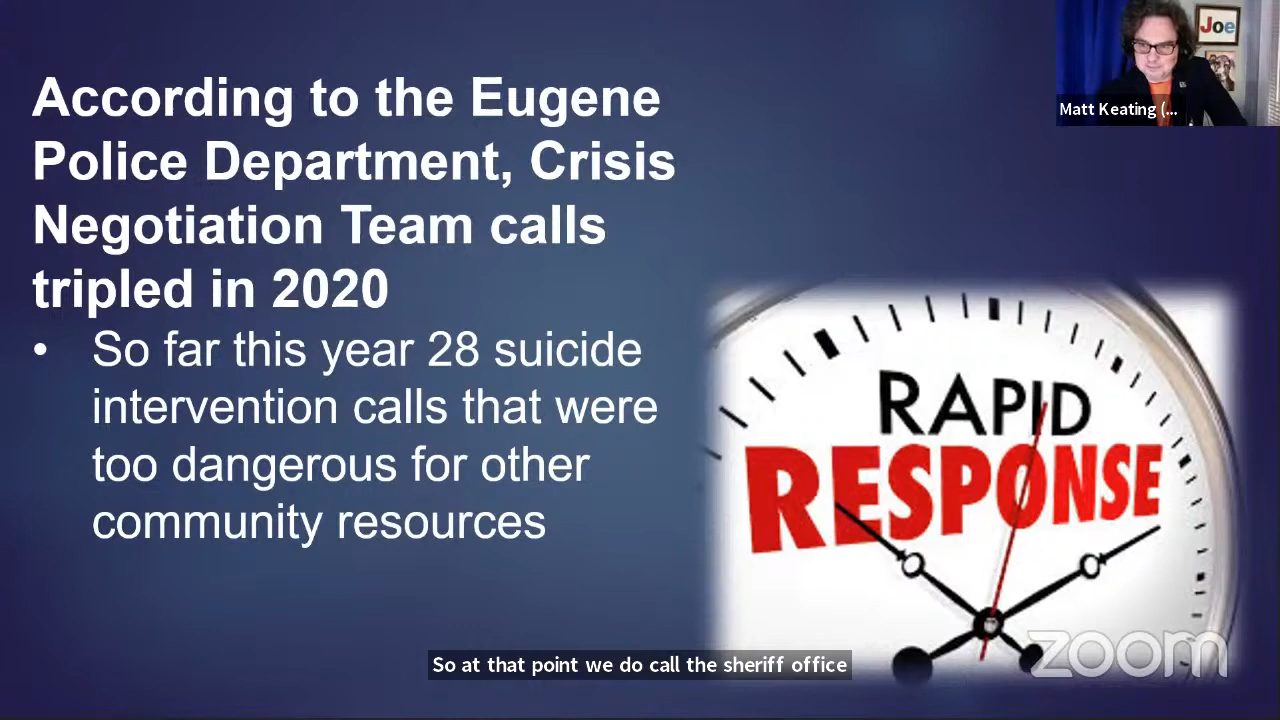 Joe
Matt Keating (...
According to the Eugene
Police Department, Crisis
Negotiation Team calls
tripled in 2020
• So far this year 28 suicide
intervention calls that were
too dangerous for other
community resources
RAPID
RESPONSE
So at that point we do call the sheriff office
zoom